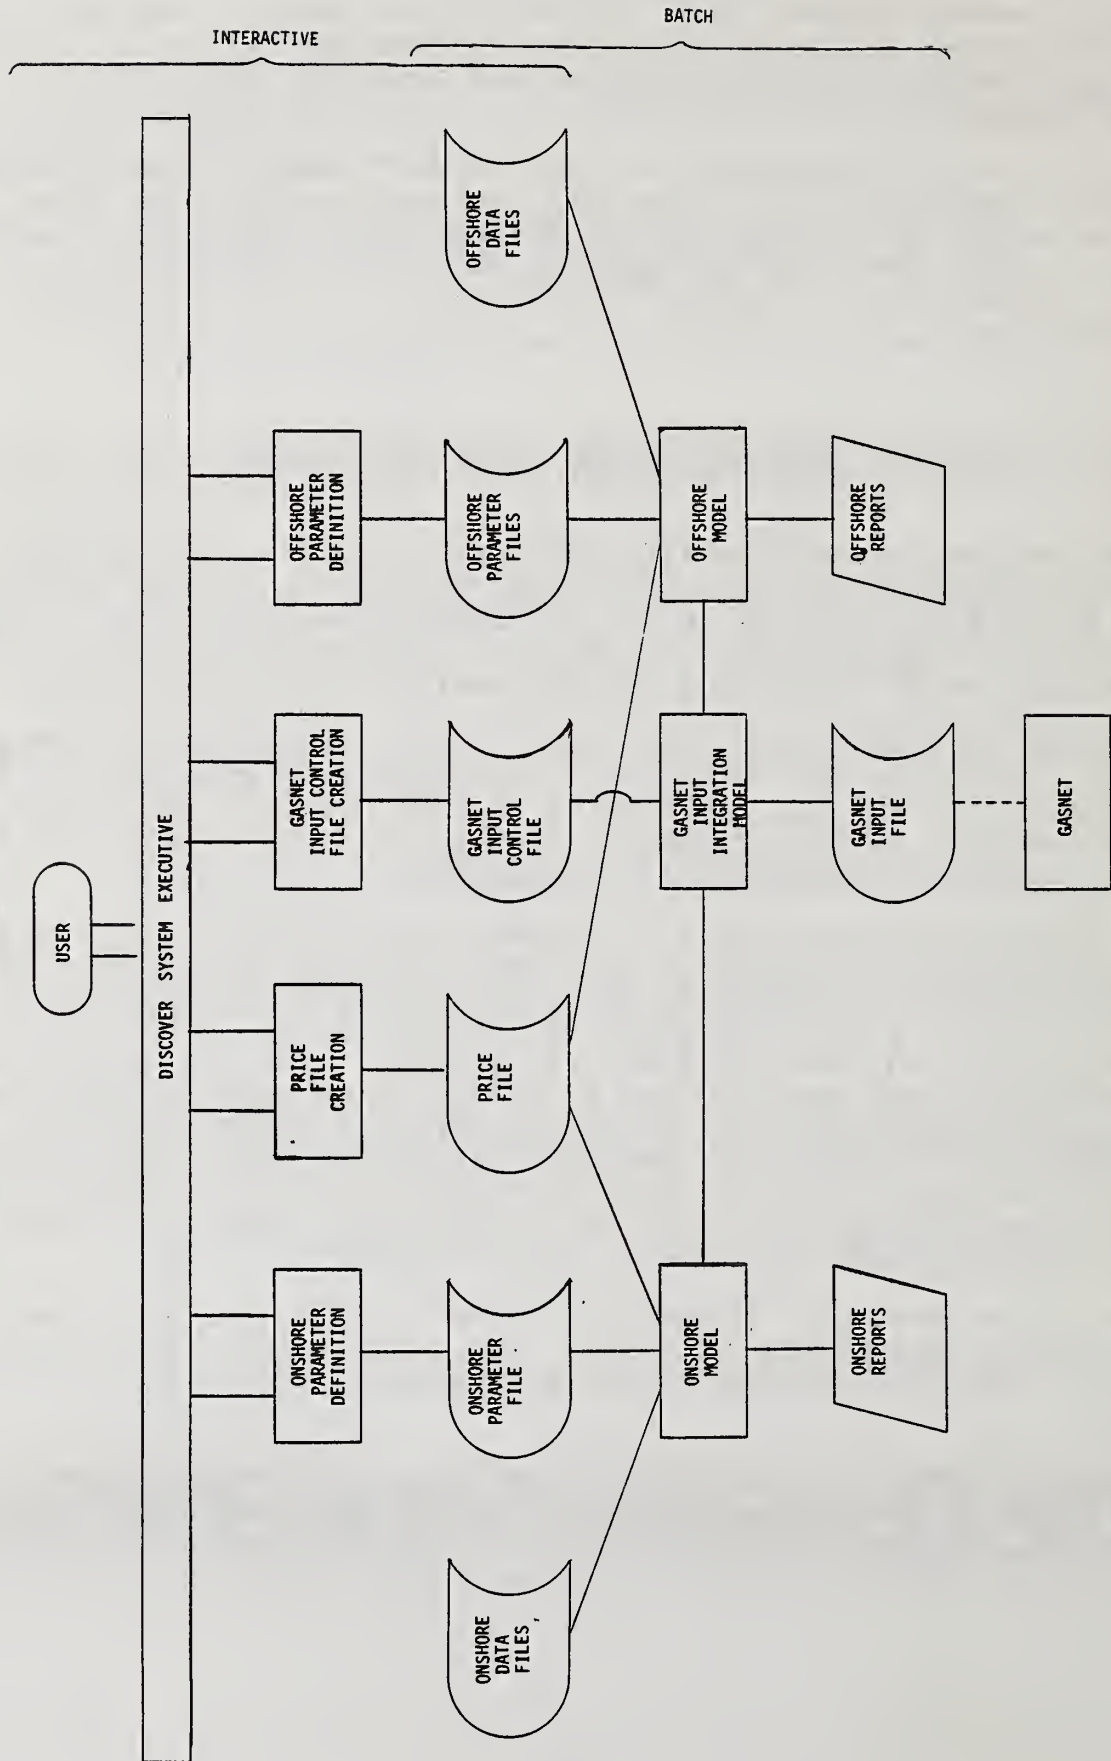 INTERACTIVE
BATCH
USER
DISCOVER SYSTEM EXECUTIVE
ONSHORE
PARAMETER
DEFINITION
PRICE
FILE
CREATION
GASNET
INPUT CONTROL
FILE CREATION
OFFSHORE
PARAMETER
DEFINITION
ONSHORE
DATA
FILES
ONSHORE
PARAMETER
FILE
PRICE
FILE
GASNET
INPUT
CONTROL
FILE
OFFSHORE
PARAMETER
FILES
OFFSHORE
DATA
FILES
ONSHORE
MODEL
GASNET
INPUT
INTEGRATION
MODEL
OFFSHORE
MODEL
ONSHORE
REPORTS
GASNET
INPUT
FILE
OFFSHORE
REPORTS
GASNET